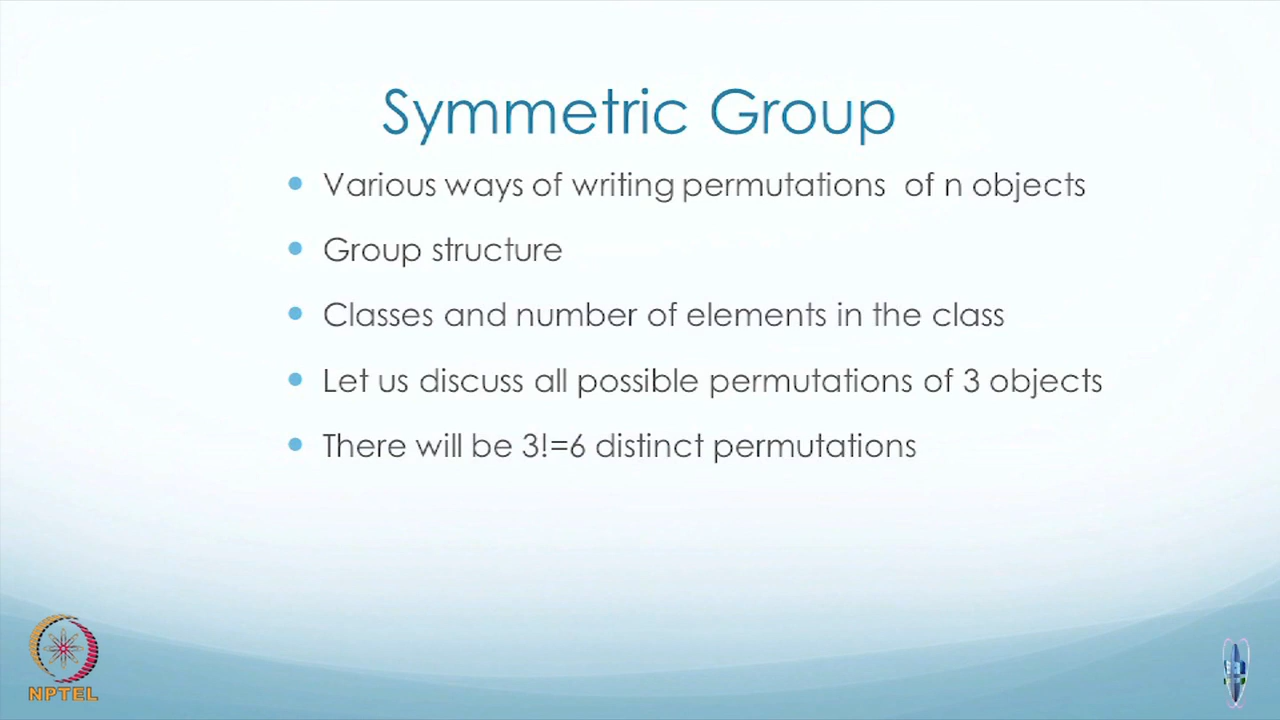 Symmetric Group
Various ways of writing permutations of n objects
Group structure
Classes and number of elements in the class
Let us discuss all possible permutations of 3 objects
There will be 3!=6 distinct permutations
NPTEL